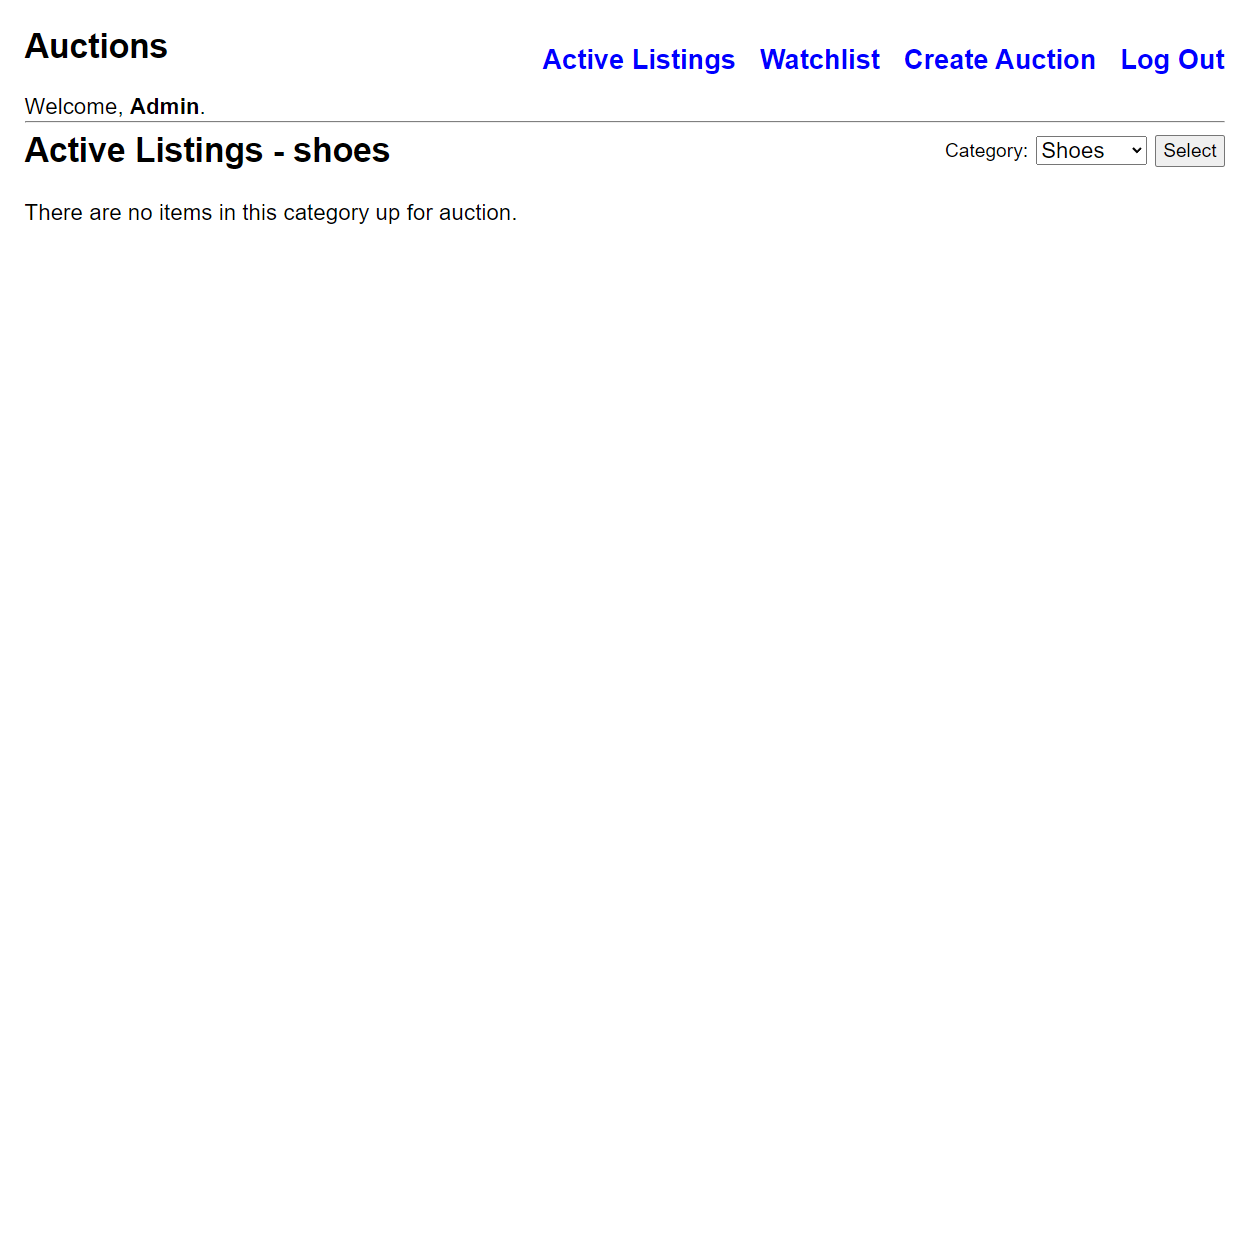 Auctions
Active Listings Watchlist Create Auction Log Out
Welcome, Admin.
Active Listings - shoes
Category: Shoes Select
There are no items in this category up for auction.